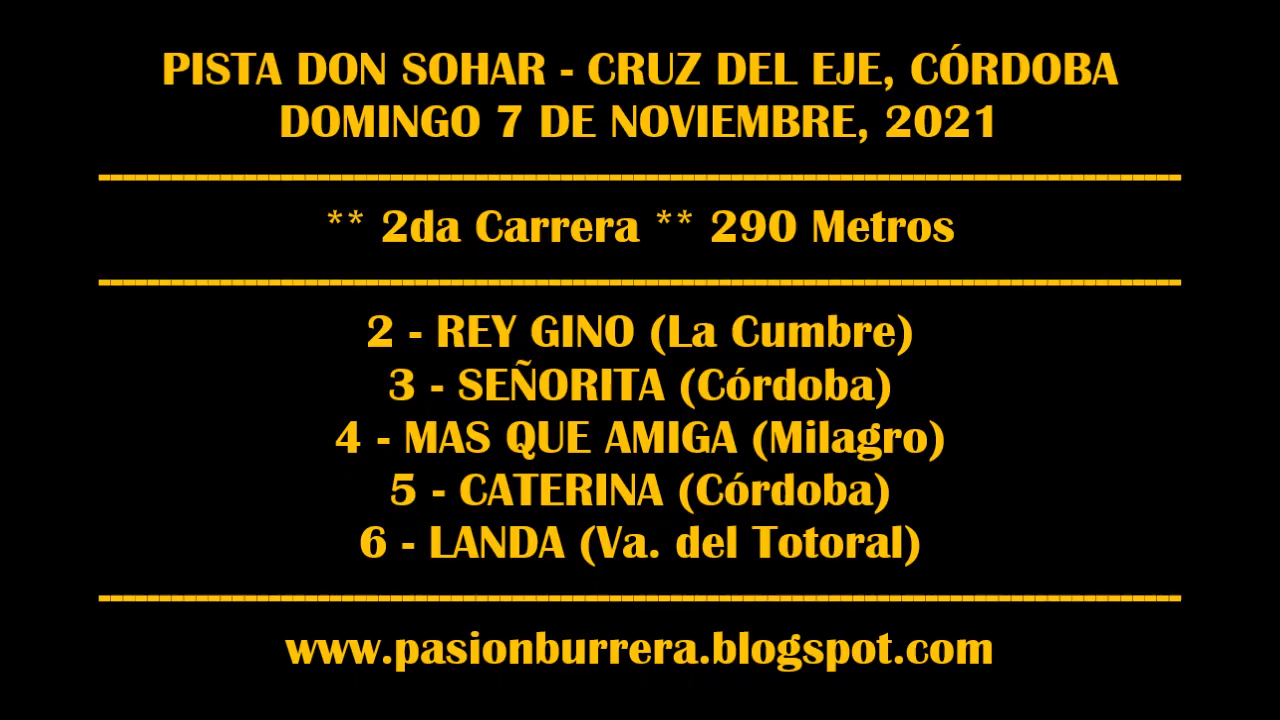 PISTA DON SOHAR - CRUZ DEL EJE, CÓRDOBA
DOMINGO 7 DE NOVIEMBRE, 2021
** 2da Carrera ** 290 Metros
2 - REY GINO (La Cumbre)
3 - SEÑORITA (Córdoba)
4 - MAS QUE AMIGA (Milagro)
5 - CATERINA (Córdoba)
6 - LANDA (Va. del Totoral)
www.pasionburrera.blogspot.com